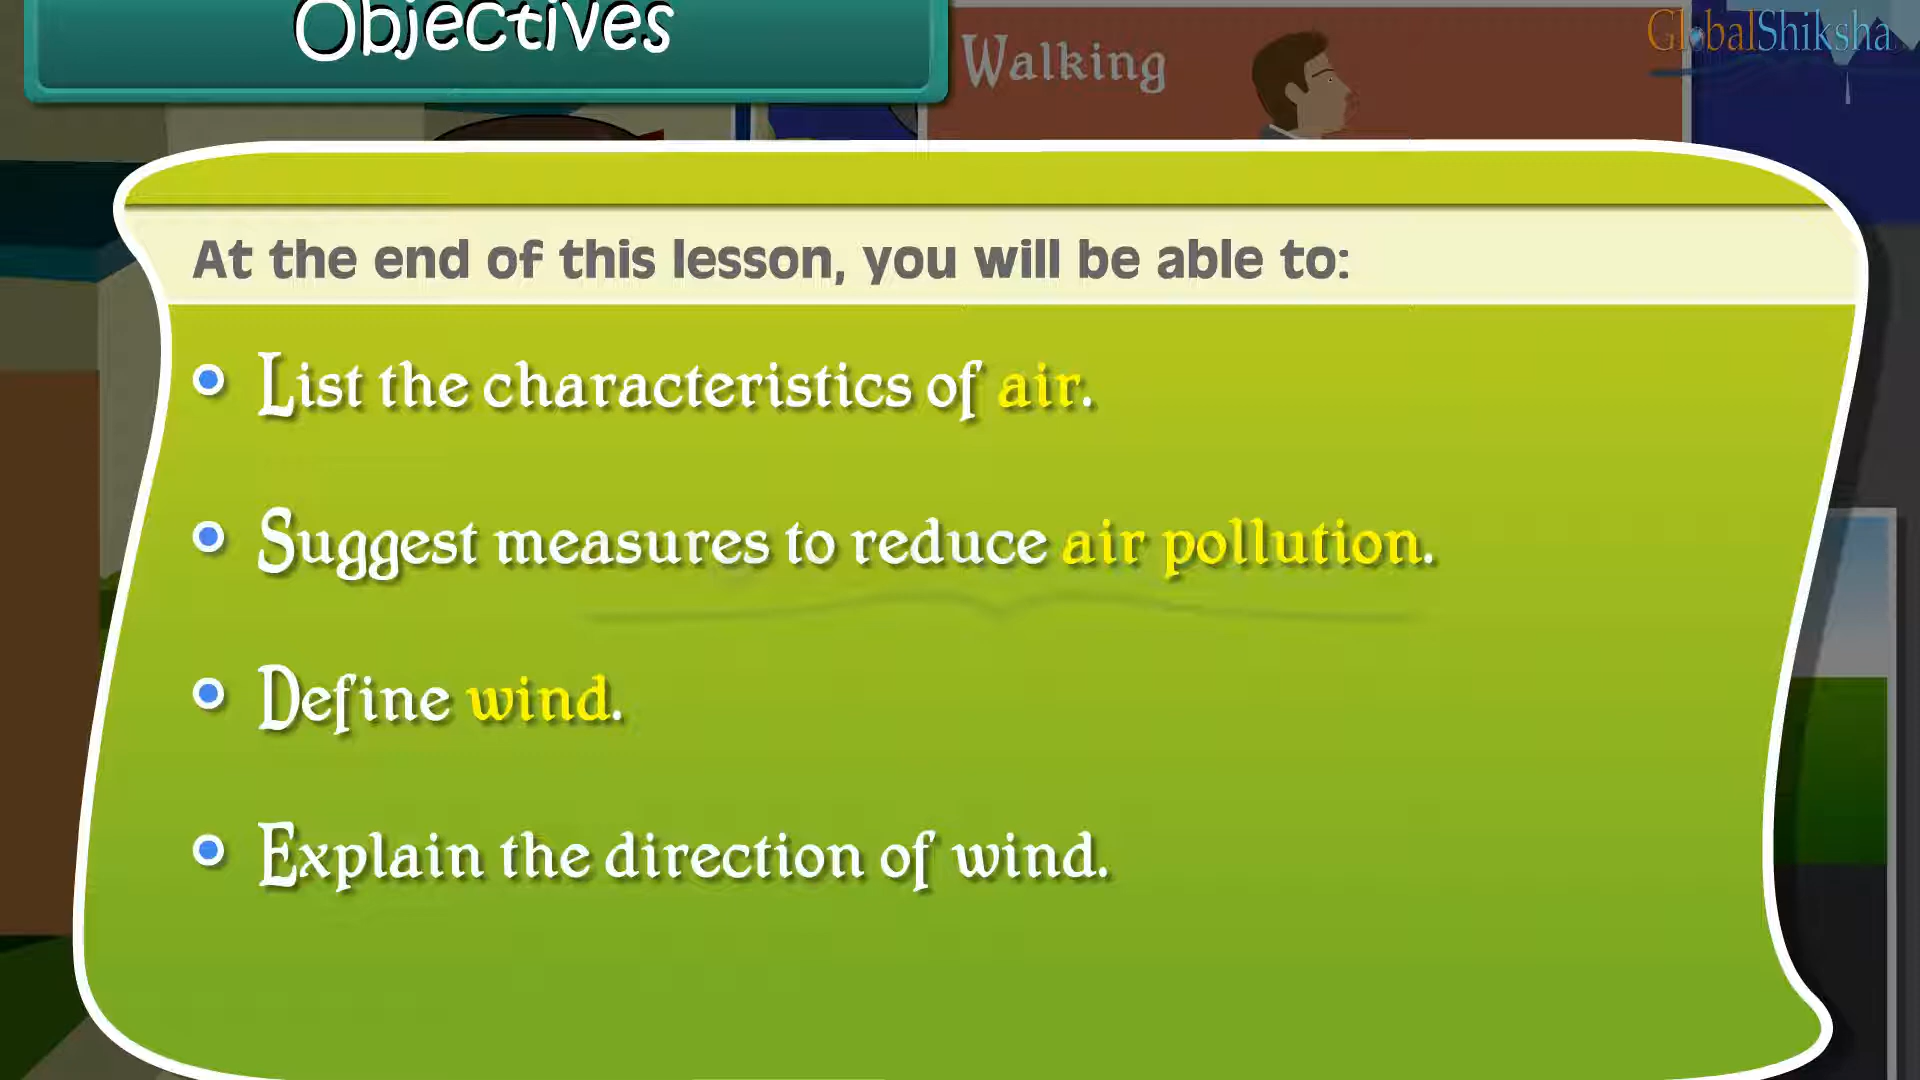 Objectives
Walking
GlobalShiksha
At the end of this lesson, you will be able to:
List the characteristics of air.
Suggest measures to reduce air pollution.
Define wind.
Explain the direction of wind.